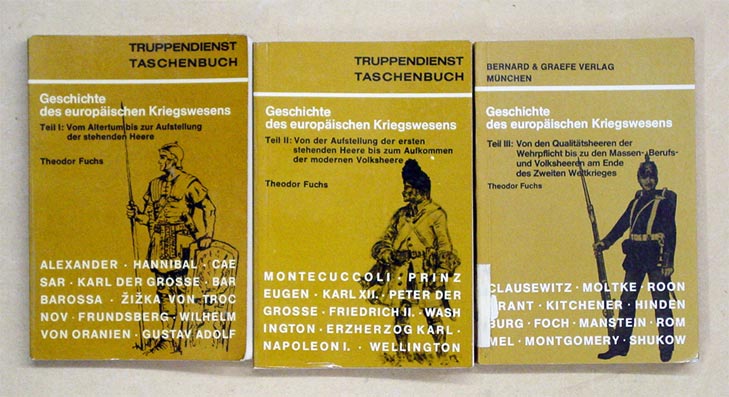 TRUPPENDIENST
TASCHENBUCH
Geschichte
des europäischen Kriegswesens
Teil I: Vom Altertum bis zur Aufstellung
der stehenden Heere
Theodor Fuchs
ALEXANDER · HANNIBAL · CAE
SAR · KARL DER GROSSE · BAR
BAROSSA · ŽIŽKA VON TROC
NOV · FRUNDSBERG · WILHELM
VON ORANIEN · GUSTAV ADOLF
TRUPPENDIENST
TASCHENBUCH
Geschichte
des europäischen Kriegswesens
Teil II: Von der Aufstellung der ersten
stehenden Heere bis zum Aufkommen
der modernen Volksheere
Theodor Fuchs
MONTECUCCOLI · PRINZ
EUGEN · KARL XII. · PETER DER
GROSSE · FRIEDRICH II. · WASH
INGTON · ERZHERZOG KARL ·
NAPOLEON I. · WELLINGTON
BERNARD & GRAEFE VERLAG
MÜNCHEN
Geschichte
des europäischen Kriegswesens
Teil III: Von den Qualitätsheeren der
Wehrpflicht bis zu den Massen-, Berufs-
und Volksheeren am Ende
des Zweiten Weltkrieges
Theodor Fuchs
CLAUSEWITZ · MOLTKE · ROON
RANT · KITCHENER · HINDEN
BURG · FOCH · MANSTEIN · ROM
MEL · MONTGOMERY · SHUKOW